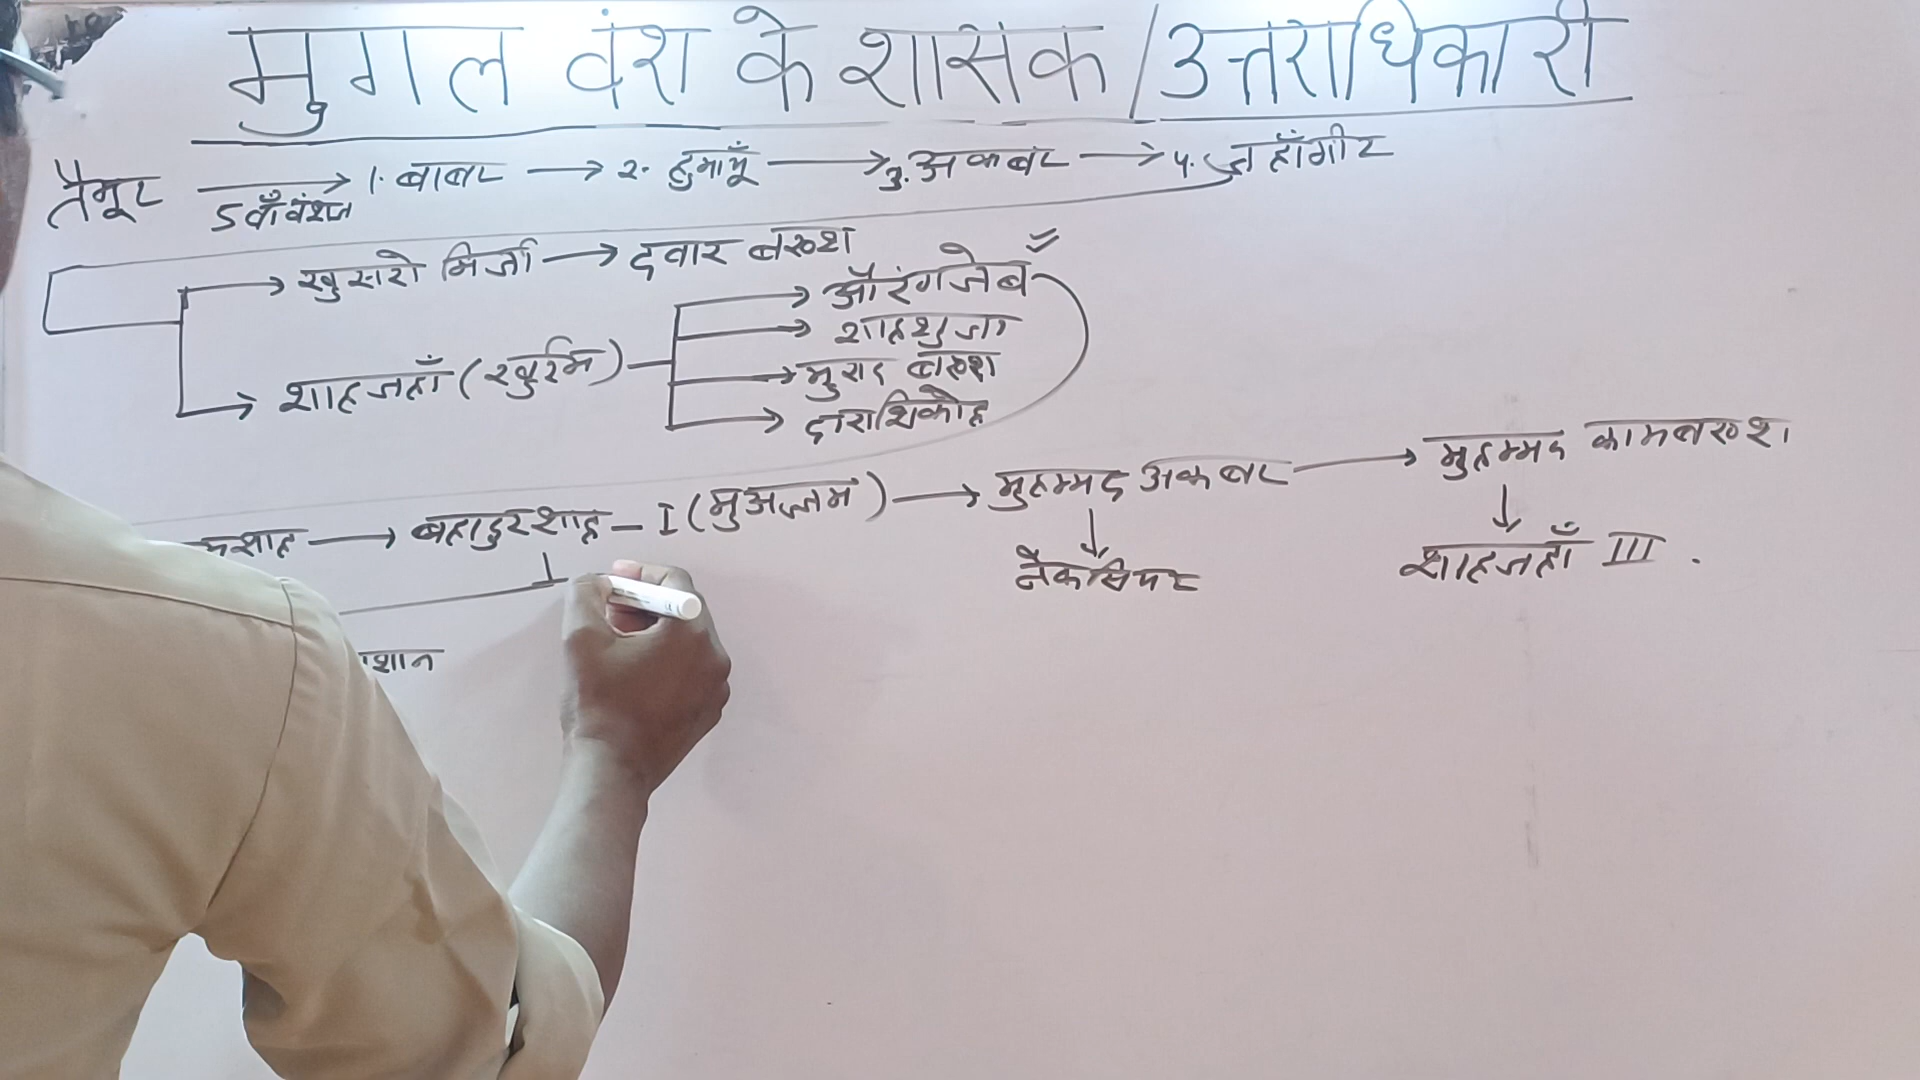 मुगल वंश के शासक / उत्तराधिकारी
तैमूर → 1. बाबर → 2. हुमायूँ → 3. अकबर → 4. जहाँगीर
5वाँ वंशज
→ खुसरो मिर्जा → दवार बख्श
→ औरंगजेब
→ शाहशुजा
→ शाहजहाँ (खुर्रम) → मुराद बख्श
→ दाराशिकोह
शाह → बहादुरशाह - I (मुअज्जम) → मुहम्मद अकबर → मुहम्मद कामबख्श
↓ नेकसियर ↓ शाहजहाँ III .
शान